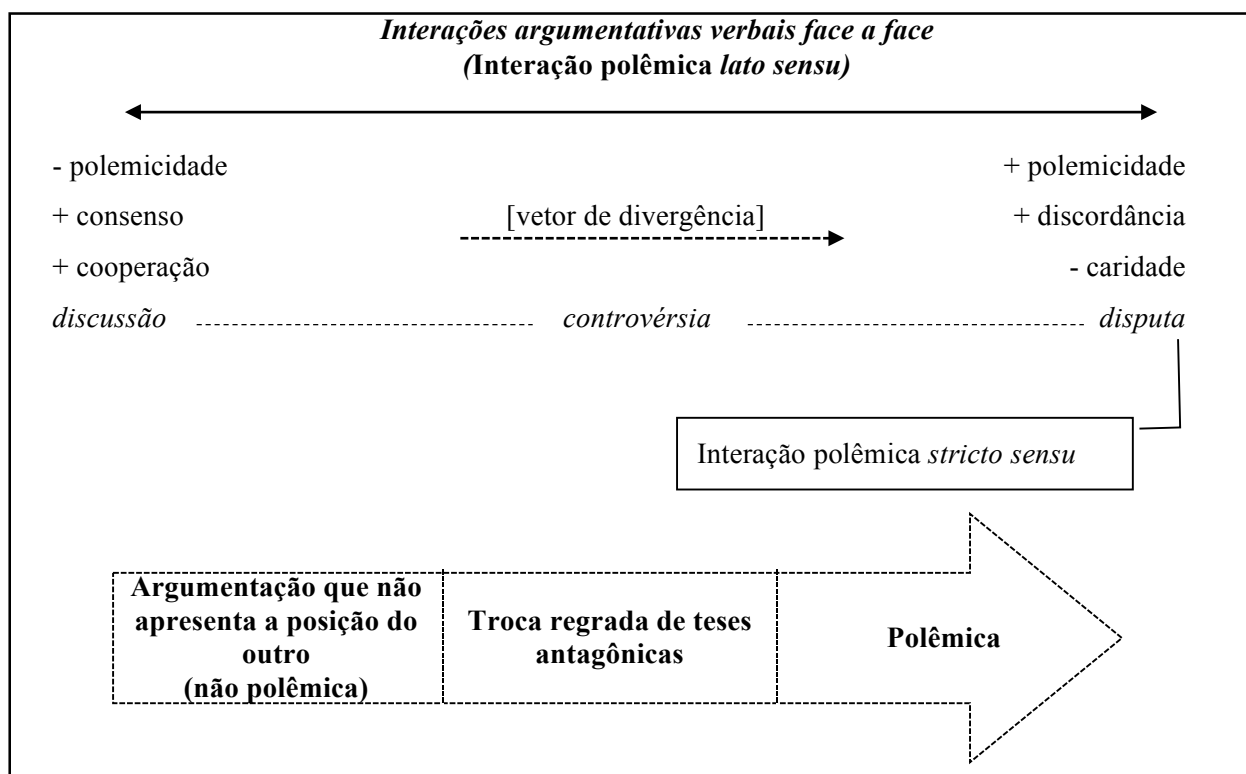 Interações argumentativas verbais face a face
(Interação polêmica lato sensu)
- polemicidade
+ polemicidade
+ consenso
[vetor de divergência]
+ discordância
+ cooperação
- caridade
discussão controvérsia disputa
Interação polêmica stricto sensu
Argumentação que não
apresenta a posição do
outro
(não polêmica)
Troca regrada de teses
antagônicas
Polêmica